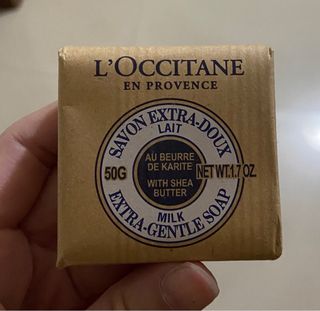 L'OCCITANE
EN PROVENCE
SAVON EXTRA-DOUX
LAIT
AU BEURRE
DE KARITE
50G
NET WT.1.7 OZ.
WITH SHEA
BUTTER
MILK
EXTRA-GENTLE SOAP